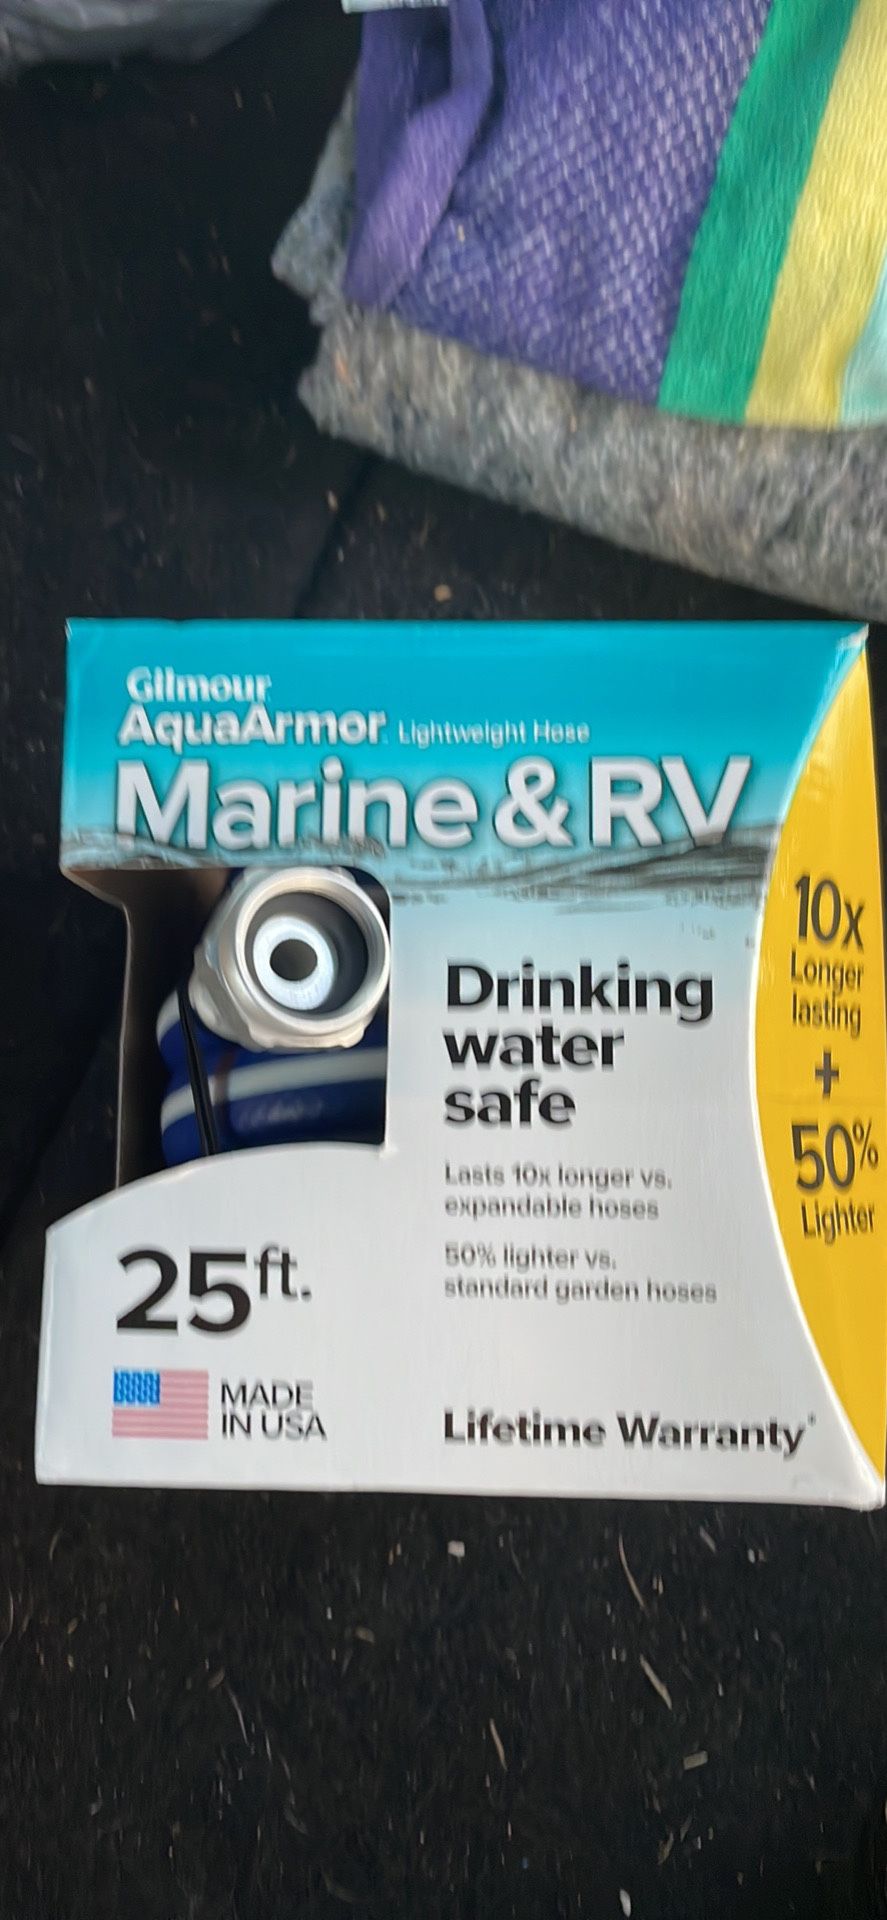 Gilmour
AquaArmor Lightweight Hose
Marine & RV
Drinking
water
safe
Lasts 10x longer vs.
expandable hoses
50% lighter vs.
standard garden hoses
25ft.
MADE
IN USA
Lifetime Warranty*
10x
Longer
lasting
+
50%
Lighter